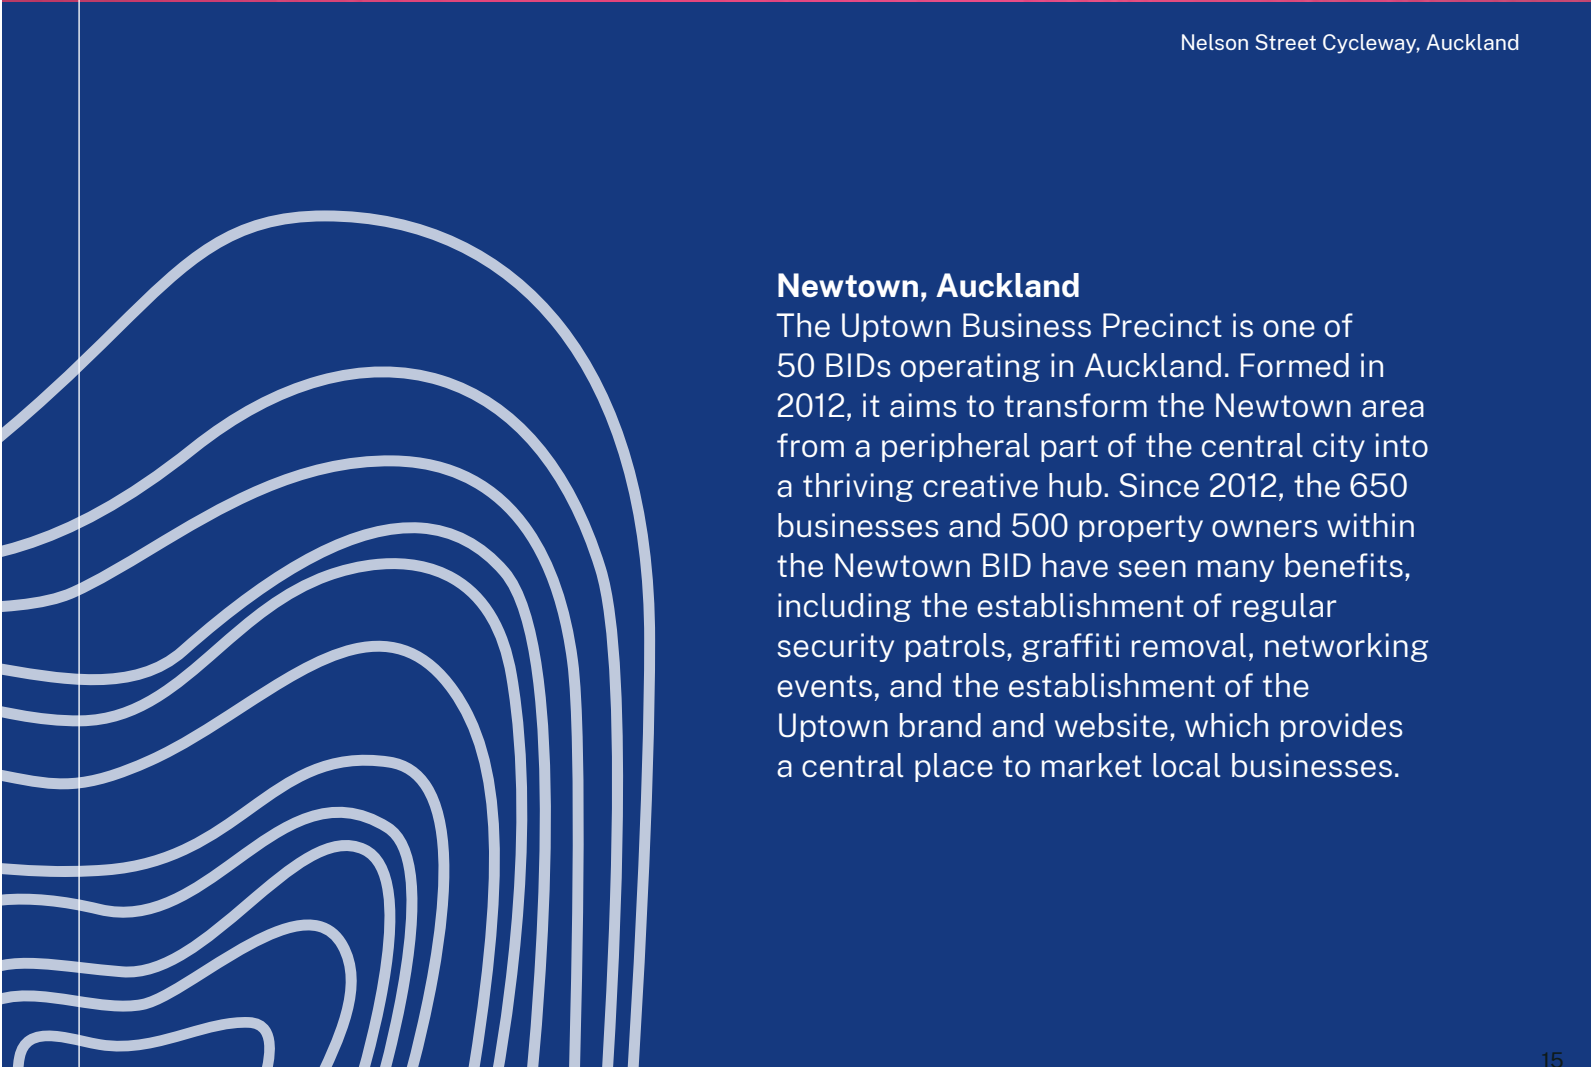 Nelson Street Cycleway, Auckland
Newtown, Auckland
The Uptown Business Precinct is one of
50 BIDs operating in Auckland. Formed in
2012, it aims to transform the Newtown area
from a peripheral part of the central city into
a thriving creative hub. Since 2012, the 650
businesses and 500 property owners within
the Newtown BID have seen many benefits,
including the establishment of regular
security patrols, graffiti removal, networking
events, and the establishment of the
Uptown brand and website, which provides
a central place to market local businesses.
15